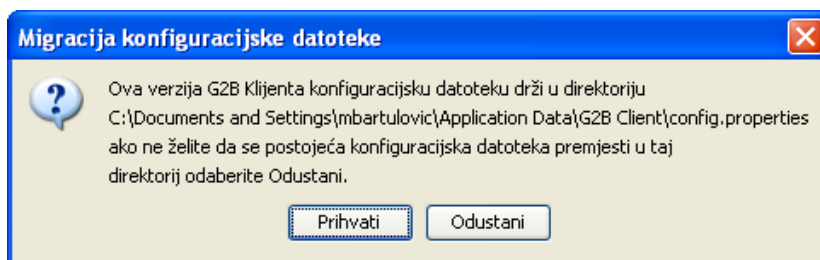 Migracija konfiguracijske datoteke
Ova verzija G2B Klijenta konfiguracijsku datoteku drži u direktoriju
C:\Documents and Settings\mbartulovic\Application Data\G2B Client\config.properties
ako ne želite da se postojeća konfiguracijska datoteka premjesti u taj
direktorij odaberite Odustani.
Prihvati Odustani